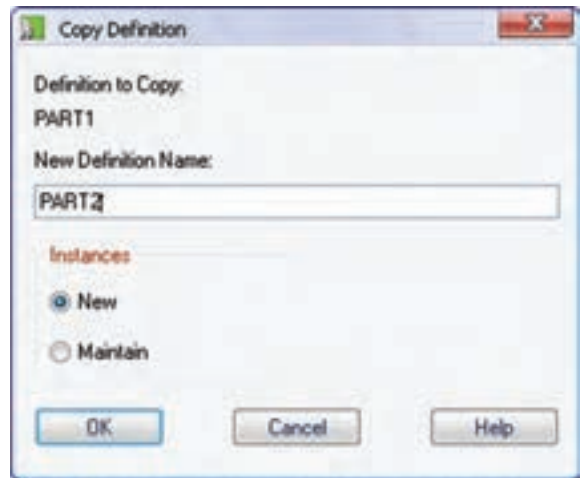 Copy Definition
Definition to Copy:
PART1
New Definition Name:
PART2
Instances
New
Maintain
OK Cancel Help